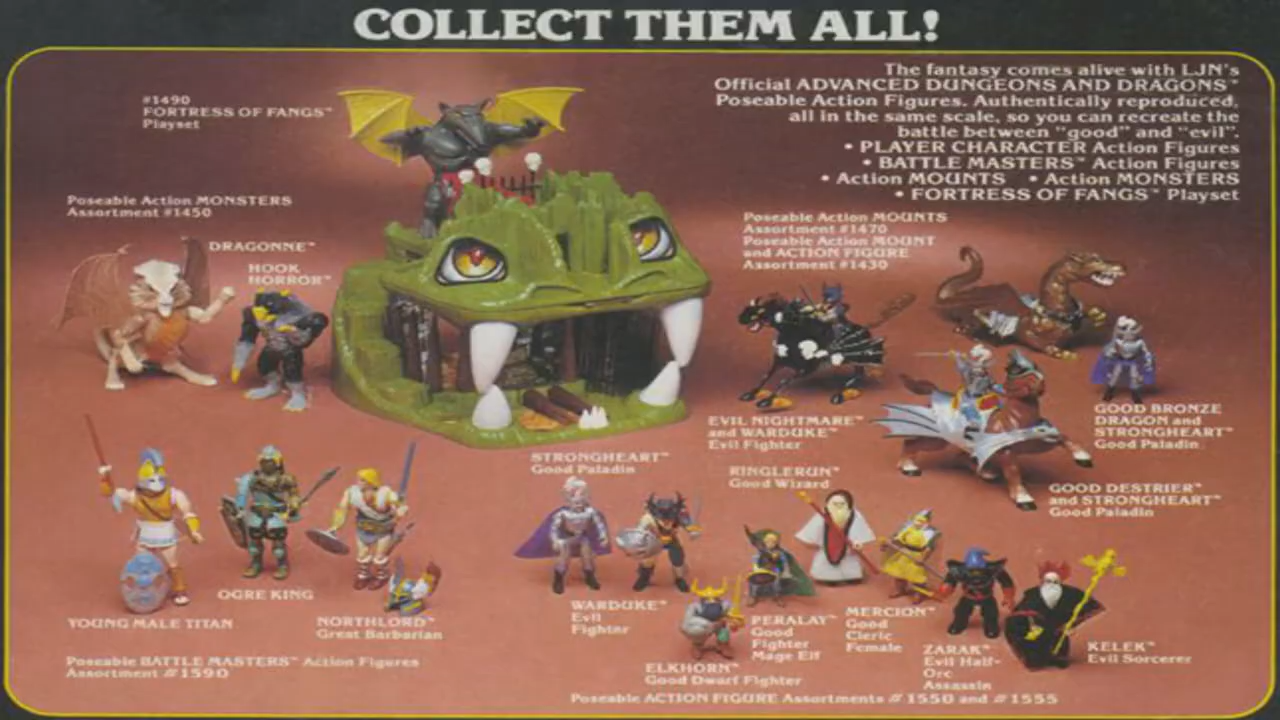 COLLECT THEM ALL!
The fantasy comes alive with LJN's
Official ADVANCED DUNGEONS AND DRAGONS™
Poseable Action Figures. Authentically reproduced,
all in the same scale, so you can recreate the
battle between "good" and "evil".
• PLAYER CHARACTER Action Figures
• BATTLE MASTERS™ Action Figures
• Action MOUNTS • Action MONSTERS
• FORTRESS OF FANGS™ Playset
#1490
FORTRESS OF FANGS™
Playset
Poseable Action MONSTERS
Assortment #1450
DRAGONNE™
HOOK
HORROR™
Poseable Action MOUNTS
Assortment #1470
Poseable Action MOUNT
and ACTION FIGURE
Assortment #1430
EVIL NIGHTMARE™
and WARDUKE™
Evil Fighter
GOOD BRONZE
DRAGON and
STRONGHEART™
Good Paladin
GOOD DESTRIER™
and STRONGHEART™
Good Paladin
YOUNG MALE TITAN
OGRE KING
NORTHLORD™
Great Barbarian
Poseable BATTLE MASTERS™ Action Figures
Assortment #1590
STRONGHEART™
Good Paladin
RINGLERUN™
Good Wizard
WARDUKE™
Evil
Fighter
ELKHORN™
Good Dwarf Fighter
PERALAY™
Good
Fighter
Mage Elf
MERCION™
Good
Cleric
Female
ZARAK™
Evil Half-
Orc
Assassin
KELEK™
Evil Sorcerer
Poseable ACTION FIGURE Assortments #1550 and #1555